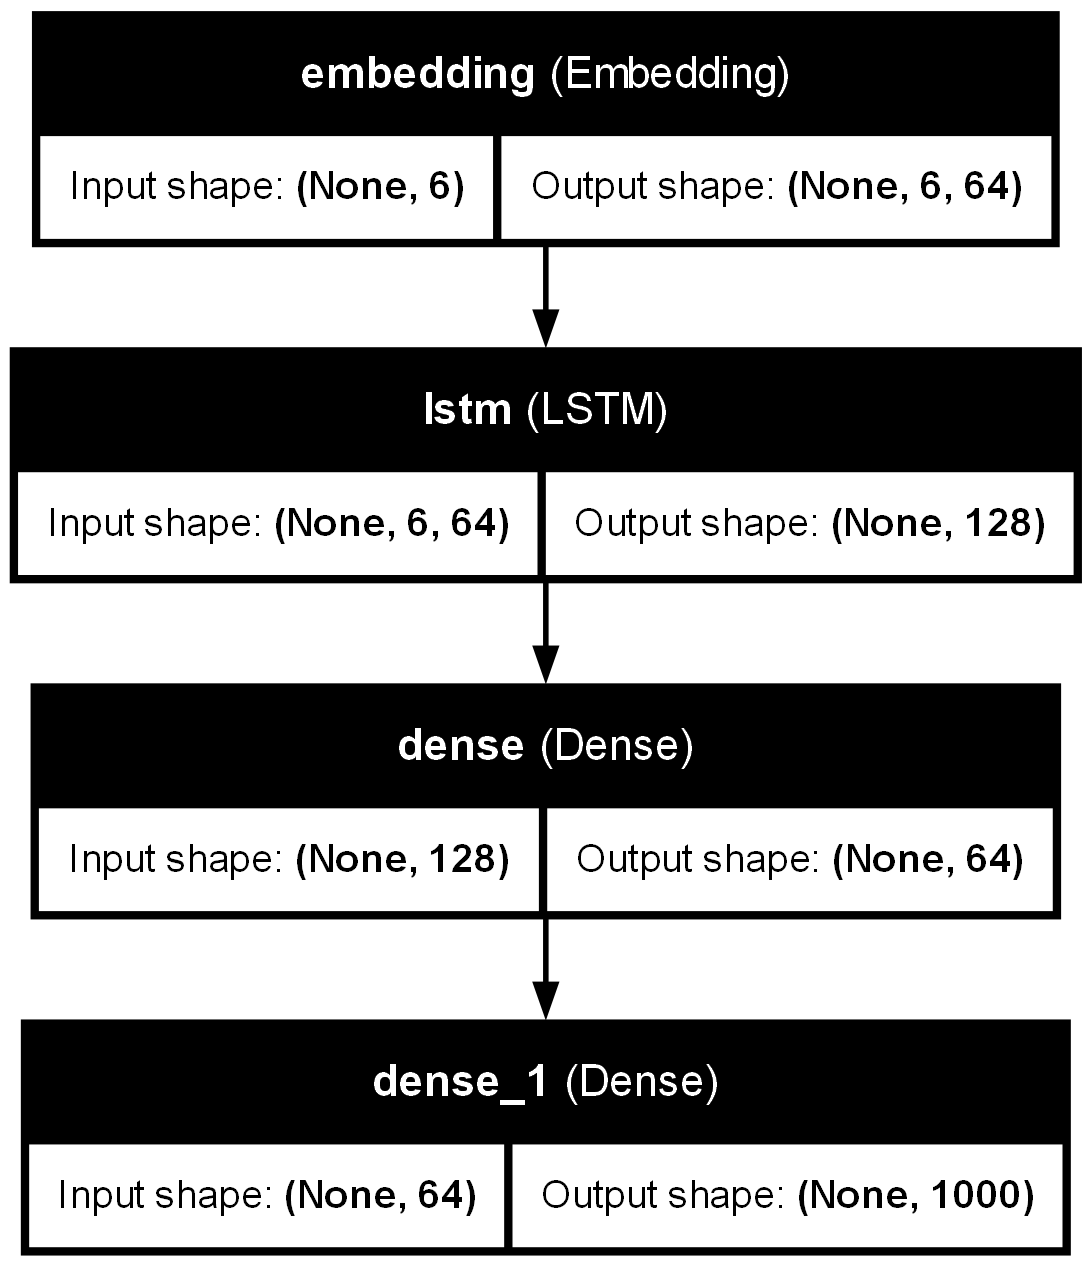 embedding (Embedding)
Input shape: (None, 6) Output shape: (None, 6, 64)
lstm (LSTM)
Input shape: (None, 6, 64) Output shape: (None, 128)
dense (Dense)
Input shape: (None, 128) Output shape: (None, 64)
dense_1 (Dense)
Input shape: (None, 64) Output shape: (None, 1000)